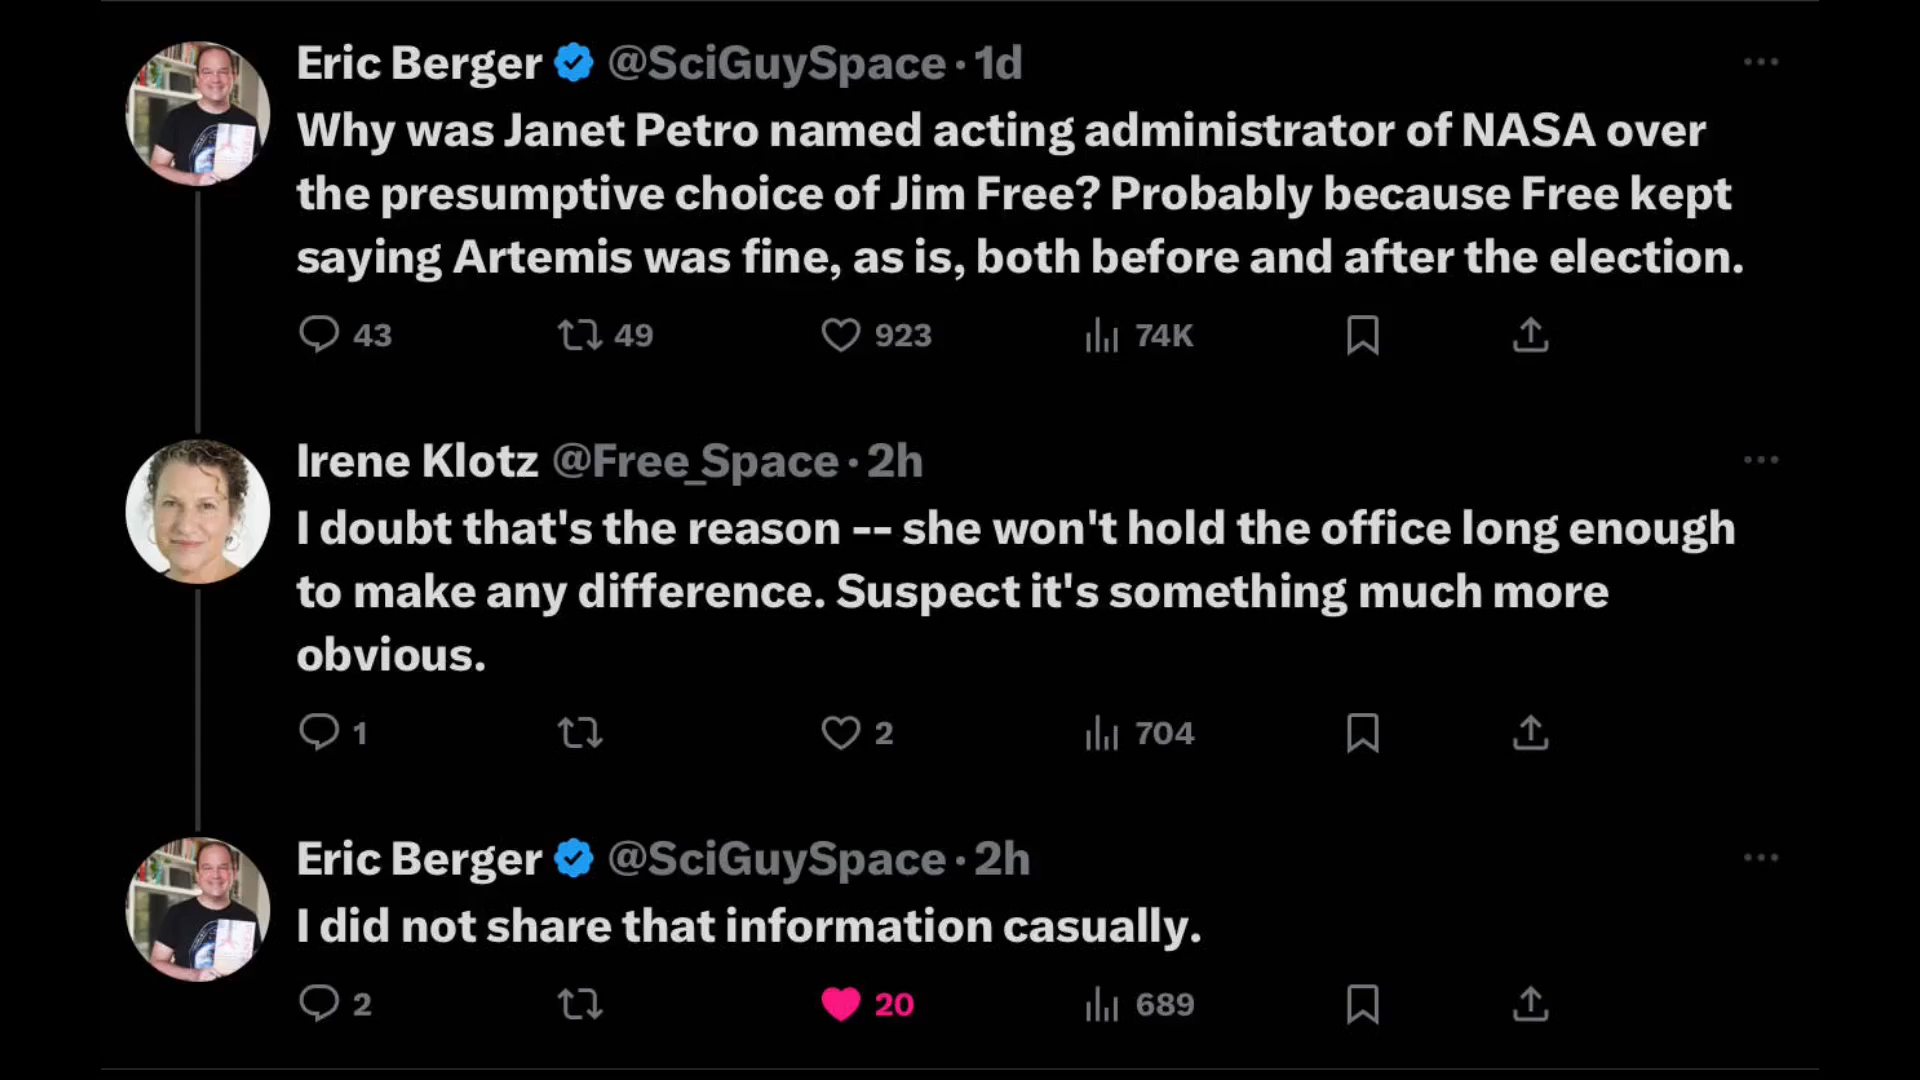 Eric Berger @SciGuySpace · 1d
Why was Janet Petro named acting administrator of NASA over
the presumptive choice of Jim Free? Probably because Free kept
saying Artemis was fine, as is, both before and after the election.
43 49 923 74K
Irene Klotz @Free_Space · 2h
I doubt that's the reason -- she won't hold the office long enough
to make any difference. Suspect it's something much more
obvious.
1 2 704
Eric Berger @SciGuySpace · 2h
I did not share that information casually.
2 20 689